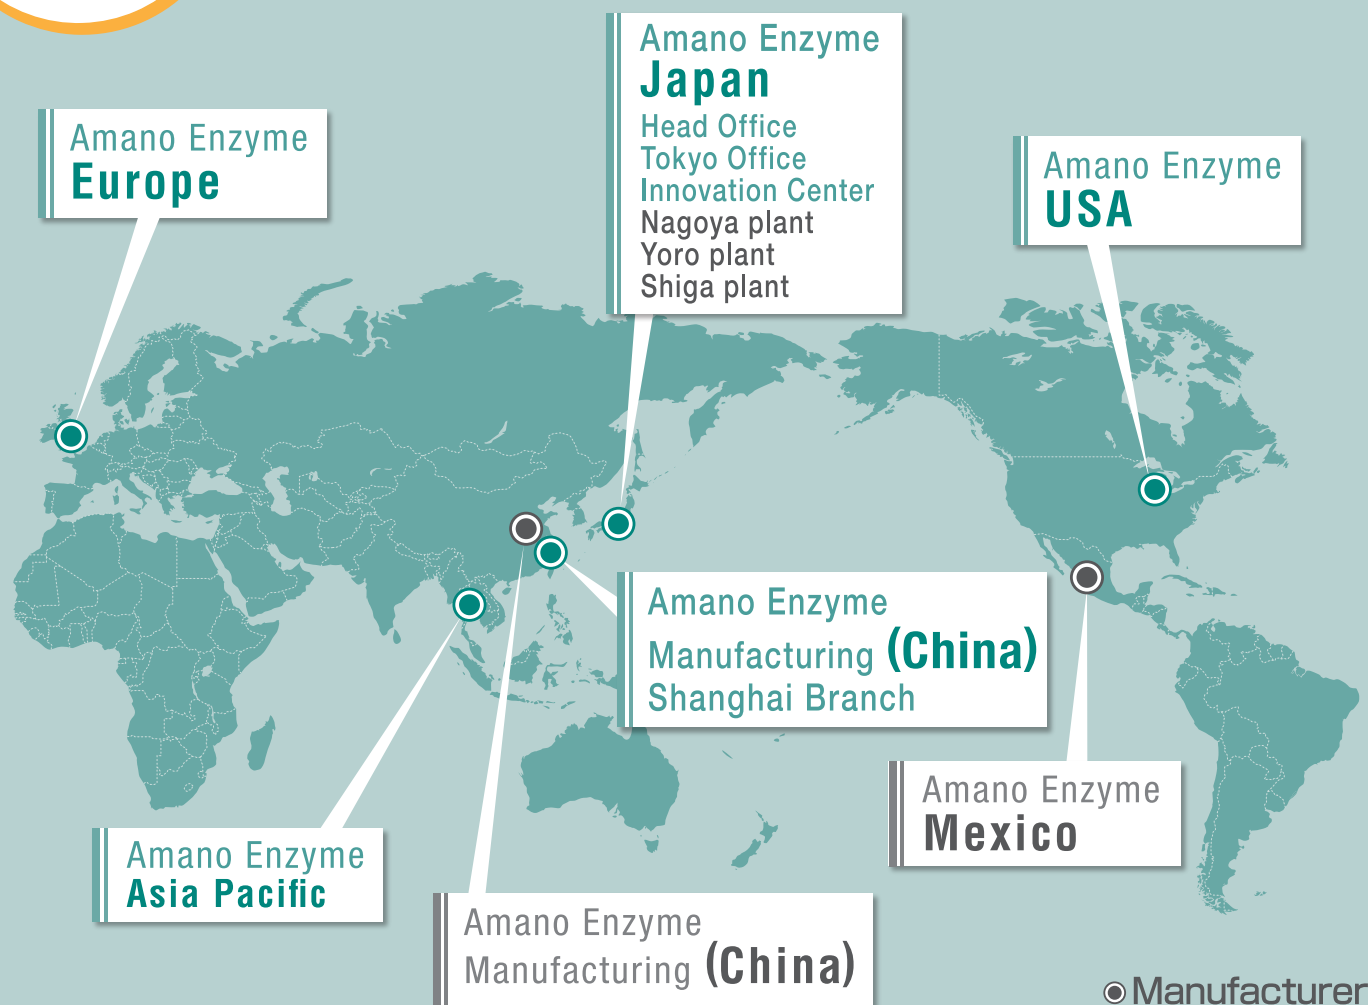 Amano Enzyme
Japan
Head Office
Tokyo Office
Innovation Center
Nagoya plant
Yoro plant
Shiga plant
Amano Enzyme
Europe
Amano Enzyme
USA
Amano Enzyme
Manufacturing (China)
Shanghai Branch
Amano Enzyme
Mexico
Amano Enzyme
Asia Pacific
Amano Enzyme
Manufacturing (China)
Manufacturer